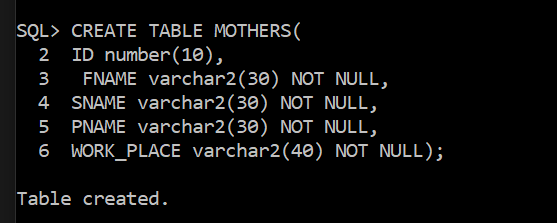 SQL> CREATE TABLE MOTHERS(
  2  ID number(10),
  3   FNAME varchar2(30) NOT NULL,
  4  SNAME varchar2(30) NOT NULL,
  5  PNAME varchar2(30) NOT NULL,
  6  WORK_PLACE varchar2(40) NOT NULL);
Table created.